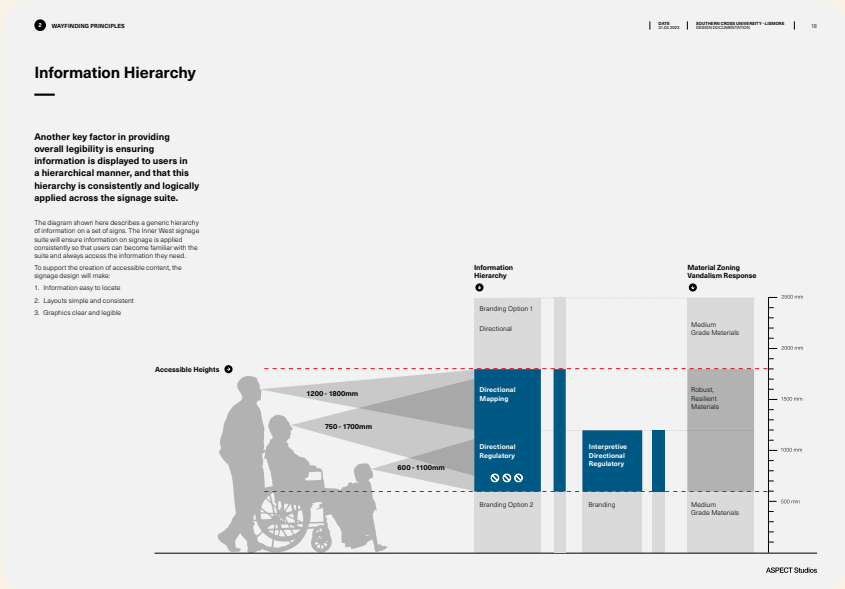 2 WAYFINDING PRINCIPLES
DATE
31.03.2023
SOUTHERN CROSS UNIVERSITY - LISMORE
DESIGN DOCUMENTATION
18
Information Hierarchy
Another key factor in providing
overall legibility is ensuring
information is displayed to users in
a hierarchical manner, and that this
hierarchy is consistently and logically
applied across the signage suite.
The diagram shown here describes a generic hierarchy
of information on a set of signs. The Inner West signage
suite will ensure information on signage is applied
consistently so that users can become familiar with the
suite and always access the information they need.
To support the creation of accessible content, the
signage design will make:
1. Information easy to locate
2. Layouts simple and consistent
3. Graphics clear and legible
Information
Hierarchy
Material Zoning
Vandalism Response
Branding Option 1
Directional
Medium
Grade Materials
2500 mm
2000 mm
1500 mm
1000 mm
500 mm
Accessible Heights
1200 - 1800mm
750 - 1700mm
600 - 1100mm
Directional
Mapping
Directional
Regulatory
Interpretive
Directional
Regulatory
Robust,
Resilient
Materials
Branding Option 2
Branding
Medium
Grade Materials
ASPECT Studios